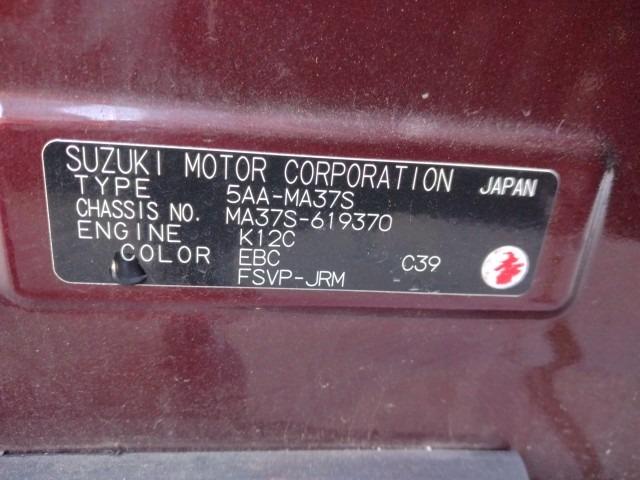 SUZUKI MOTOR CORPORATION JAPAN
TYPE 5AA-MA37S
CHASSIS NO. MA37S-619370
ENGINE K12C
COLOR EBC C39
FSVP-JRM